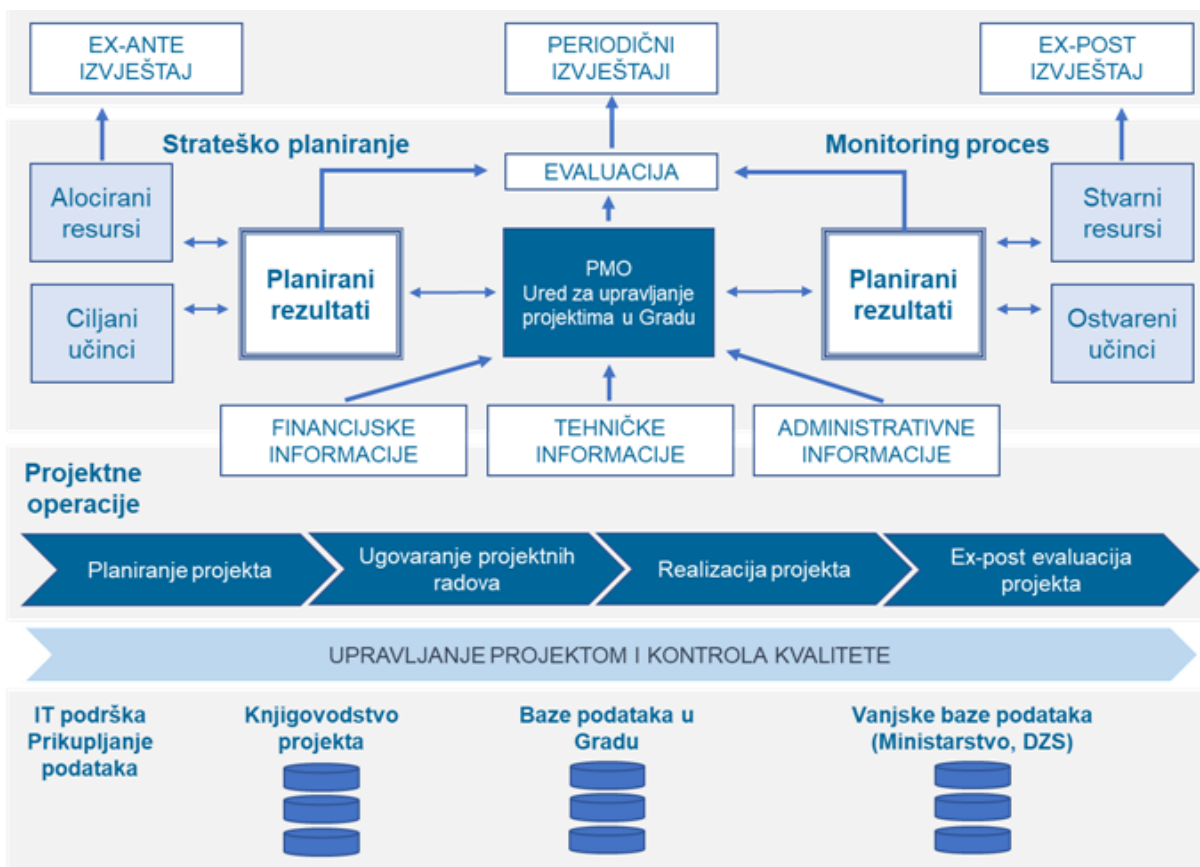 EX-ANTE
IZVJEŠTAJ
PERIODIČNI
IZVJEŠTAJI
EX-POST
IZVJEŠTAJ
Strateško planiranje
Monitoring proces
EVALUACIJA
Alocirani
resursi
Ciljani
učinci
Planirani
rezultati
PMO
Ured za upravljanje
projektima u Gradu
Planirani
rezultati
Stvarni
resursi
Ostvareni
učinci
FINANCIJSKE
INFORMACIJE
TEHNIČKE
INFORMACIJE
ADMINISTRATIVNE
INFORMACIJE
Projektne
operacije
Planiranje projekta
Ugovaranje projektnih
radova
Realizacija projekta
Ex-post evaluacija
projekta
UPRAVLJANJE PROJEKTOM I KONTROLA KVALITETE
IT podrška
Prikupljanje
podataka
Knjigovodstvo
projekta
Baze podataka u
Gradu
Vanjske baze podataka
(Ministarstvo, DZS)